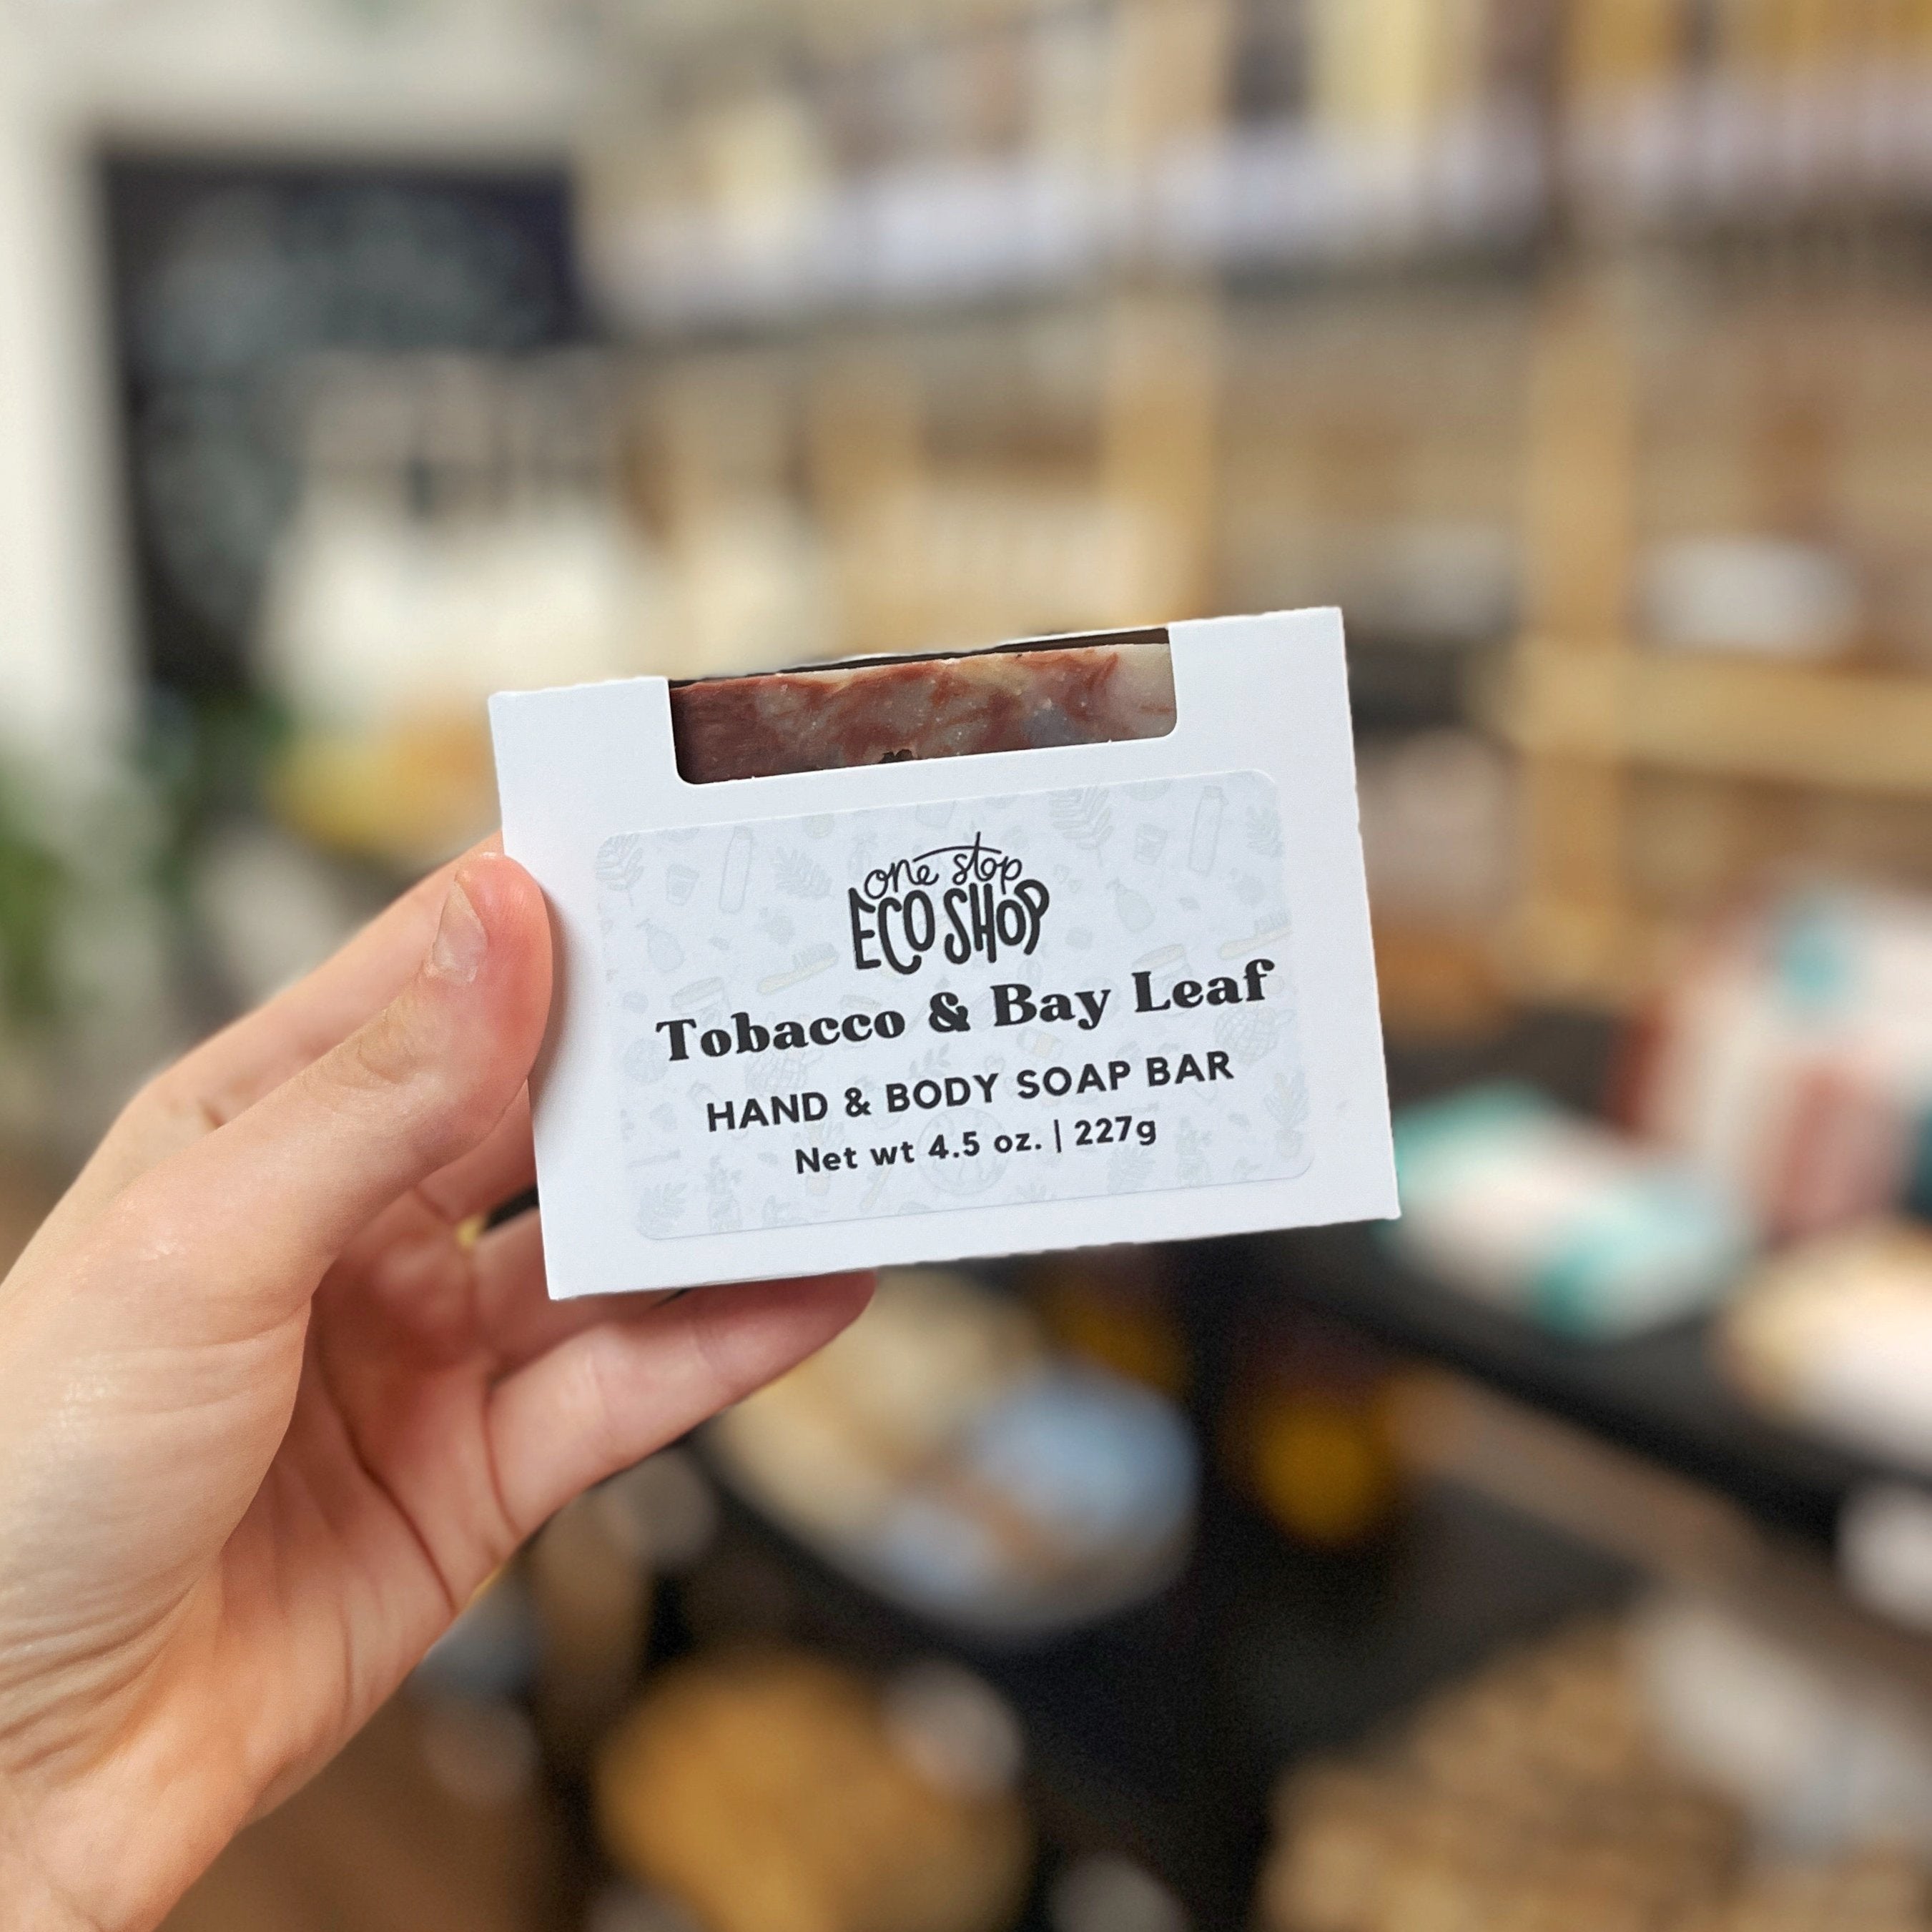 one stop
ECO SHOP
Tobacco & Bay Leaf
HAND & BODY SOAP BAR
Net wt 4.5 oz. | 227g